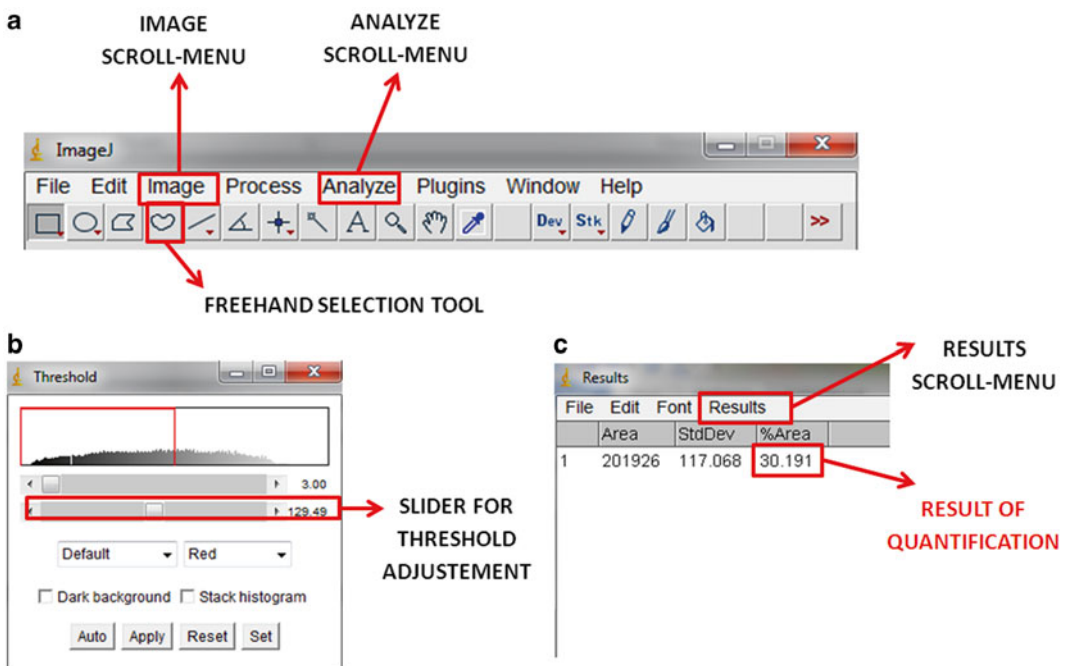 a
IMAGE
SCROLL-MENU
ANALYZE
SCROLL-MENU
ImageJ
File Edit Image Process Analyze Plugins Window Help
A Dev Stk >>
FREEHAND SELECTION TOOL
b
Threshold
3.00
129.49
SLIDER FOR
THRESHOLD
ADJUSTEMENT
Default Red
Dark background Stack histogram
Auto Apply Reset Set
c
RESULTS
SCROLL-MENU
Results
File Edit Font Results
Area StdDev %Area
1 201926 117.068 30.191
RESULT OF
QUANTIFICATION